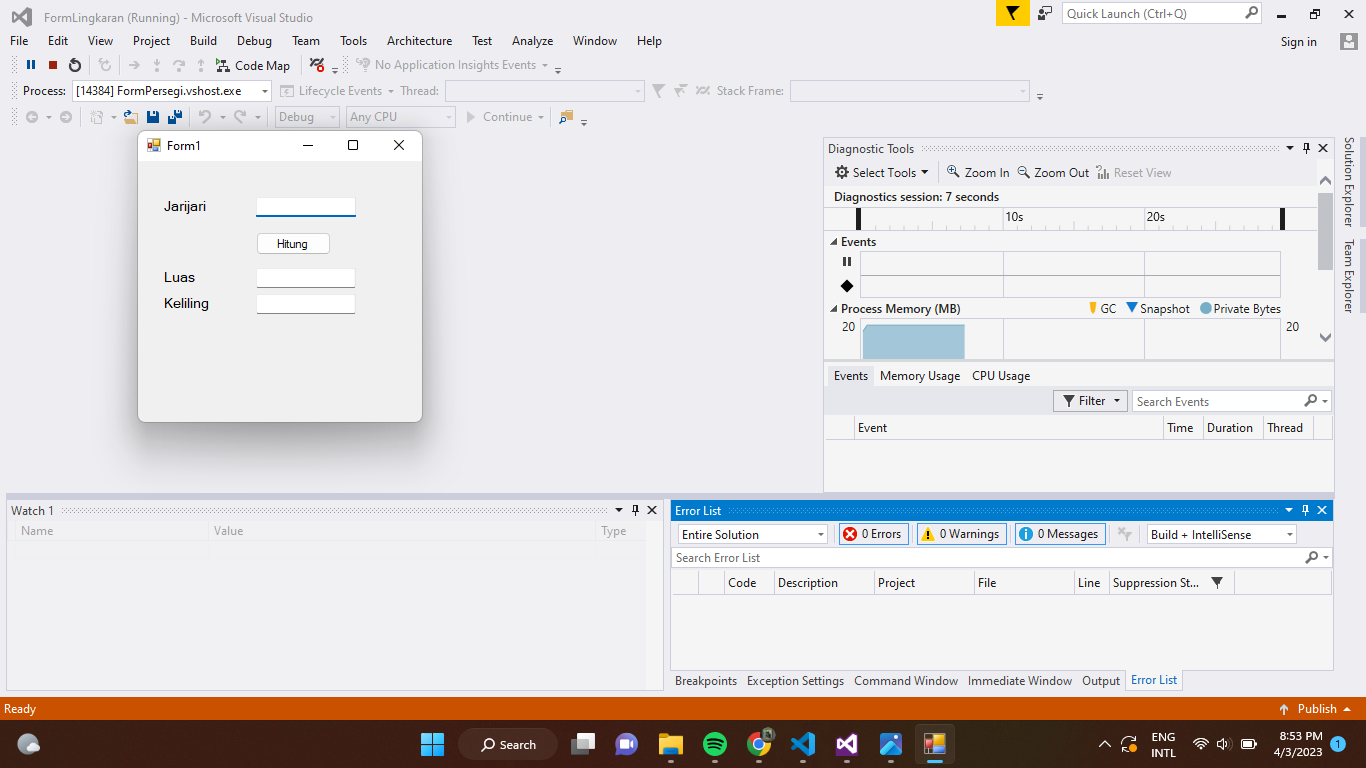 FormLingkaran (Running) - Microsoft Visual Studio
Quick Launch (Ctrl+Q)
File Edit View Project Build Debug Team Tools Architecture Test Analyze Window Help
Sign in
Code Map
No Application Insights Events
Process: [14384] FormPersegi.vshost.exe Lifecycle Events Thread: Stack Frame:
Debug Any CPU Continue
Form1
Jarijari
Hitung
Luas
Keliling
Diagnostic Tools
Select Tools Zoom In Zoom Out Reset View
Diagnostics session: 7 seconds
10s 20s
Events
Process Memory (MB) GC Snapshot Private Bytes
20 20
Events Memory Usage CPU Usage
Filter Search Events
Event Time Duration Thread
Solution Explorer
Team Explorer
Watch 1
Name Value Type
Error List
Entire Solution 0 Errors 0 Warnings 0 Messages Build + IntelliSense
Search Error List
Code Description Project File Line Suppression St...
Breakpoints Exception Settings Command Window Immediate Window Output Error List
Ready
Publish
Search
ENG
INTL
8:53 PM
4/3/2023
1